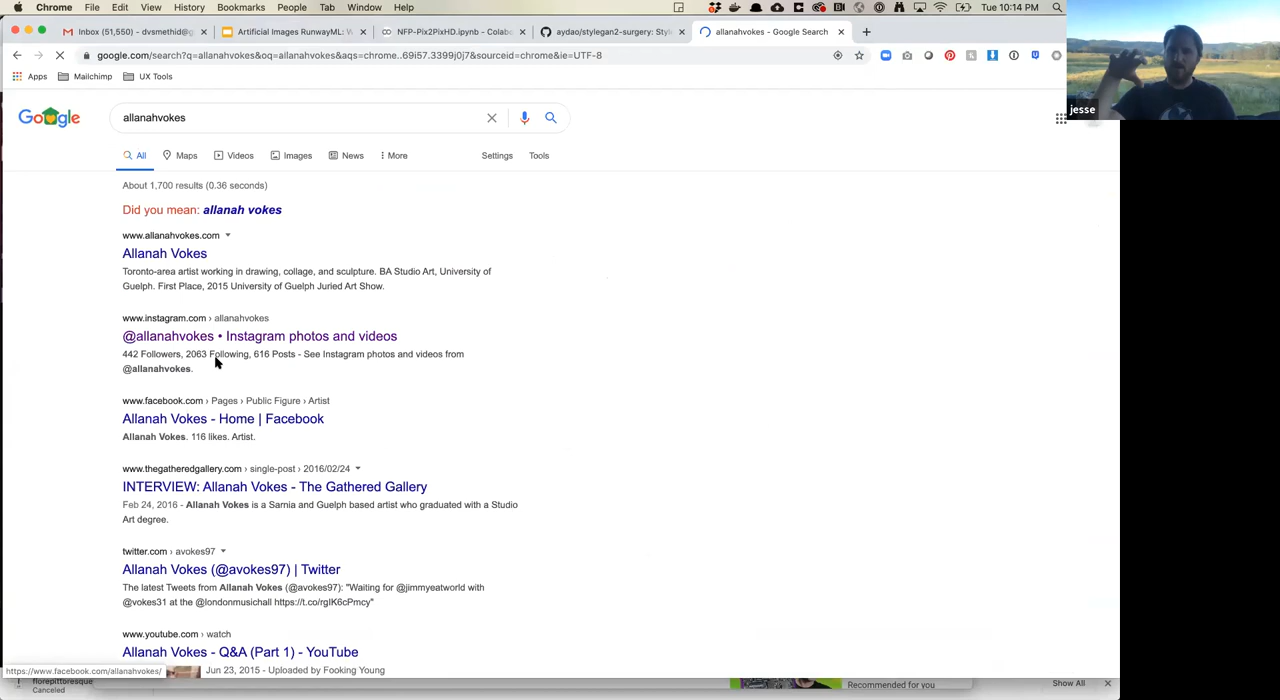 Chrome File Edit View History Bookmarks People Tab Window Help Tue 10:14 PM
Inbox (51,550) - dvsmethid@g Artificial Images RunwayML: NFP-Pix2PixHD.ipynb - Colab aydao/stylegan2-surgery: Style allanahvokes - Google Search
google.com/search?q=allanahvokes&oq=allanahvokes&aqs=chrome..69i57.3399j0j7&sourceid=chrome&ie=UTF-8
Apps Mailchimp UX Tools
jesse
Google
allanahvokes
All Maps Videos Images News More Settings Tools
About 1,700 results (0.36 seconds)
Did you mean: allanah vokes
www.allanahvokes.com
Allanah Vokes
Toronto-area artist working in drawing, collage, and sculpture. BA Studio Art, University of
Guelph. First Place, 2015 University of Guelph Juried Art Show.
www.instagram.com › allanahvokes
@allanahvokes • Instagram photos and videos
442 Followers, 2063 Following, 616 Posts - See Instagram photos and videos from
@allanahvokes.
www.facebook.com › Pages › Public Figure › Artist
Allanah Vokes - Home | Facebook
Allanah Vokes. 116 likes. Artist.
www.thegatheredgallery.com › single-post › 2016/02/24
INTERVIEW: Allanah Vokes - The Gathered Gallery
Feb 24, 2016 - Allanah Vokes is a Sarnia and Guelph based artist who graduated with a Studio
Art degree.
twitter.com › avokes97
Allanah Vokes (@avokes97) | Twitter
The latest Tweets from Allanah Vokes (@avokes97): "Waiting for @jimmyeatworld with
@vokes31 at the @londonmusichall https://t.co/rgIK6cPmcy"
www.youtube.com › watch
Allanah Vokes - Q&A (Part 1) - YouTube
Jun 23, 2015 - Uploaded by Fooking Young
https://www.facebook.com/allanahvokes/
florepittoresque
Canceled
Recommended for you
Show All